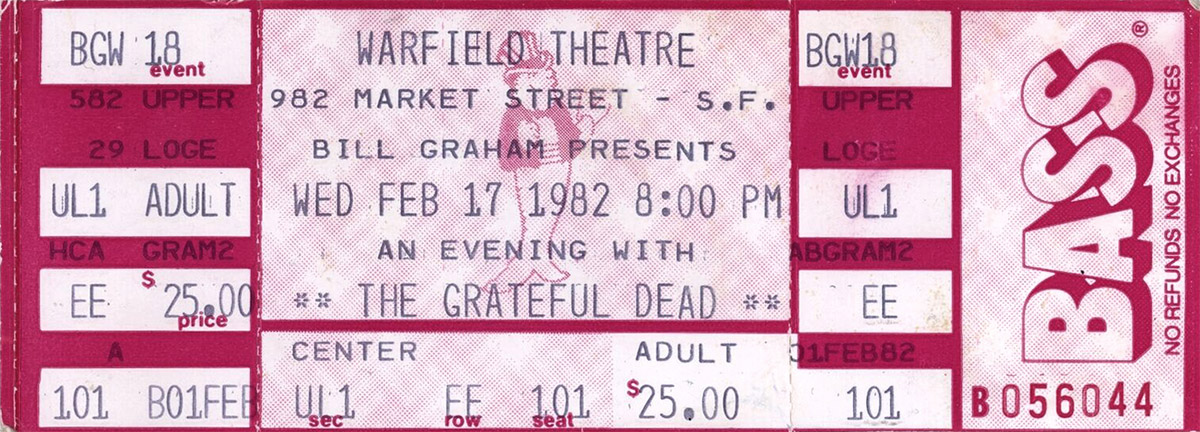 BGW 18
event
582 UPPER
29 LOGE
UL1 ADULT
HCA GRAM2
EE $ 25.00
price
A
101 B01FEB
WARFIELD THEATRE
982 MARKET STREET - S.F.
BILL GRAHAM PRESENTS
WED FEB 17 1982 8:00 PM
AN EVENING WITH
** THE GRATEFUL DEAD **
CENTER ADULT
UL1 EE 101 $25.00
sec row seat
BGW18
event
UPPER
LOGE
UL1
ABGRAM2
EE
01FEB82
101
BASS®
NO REFUNDS NO EXCHANGES
B056044